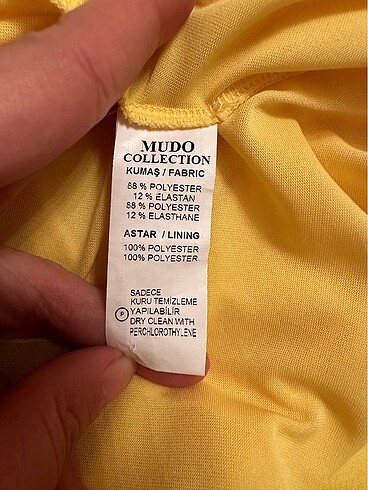 MUDO
COLLECTION
KUMAŞ / FABRIC
88 % POLYESTER
12 % ELASTAN
88 % POLYESTER
12 % ELASTHANE
ASTAR / LINING
100% POLYESTER
100% POLYESTER
SADECE
KURU TEMİZLEME
P YAPILABİLİR
DRY CLEAN WITH
PERCHLOROTHYLENE